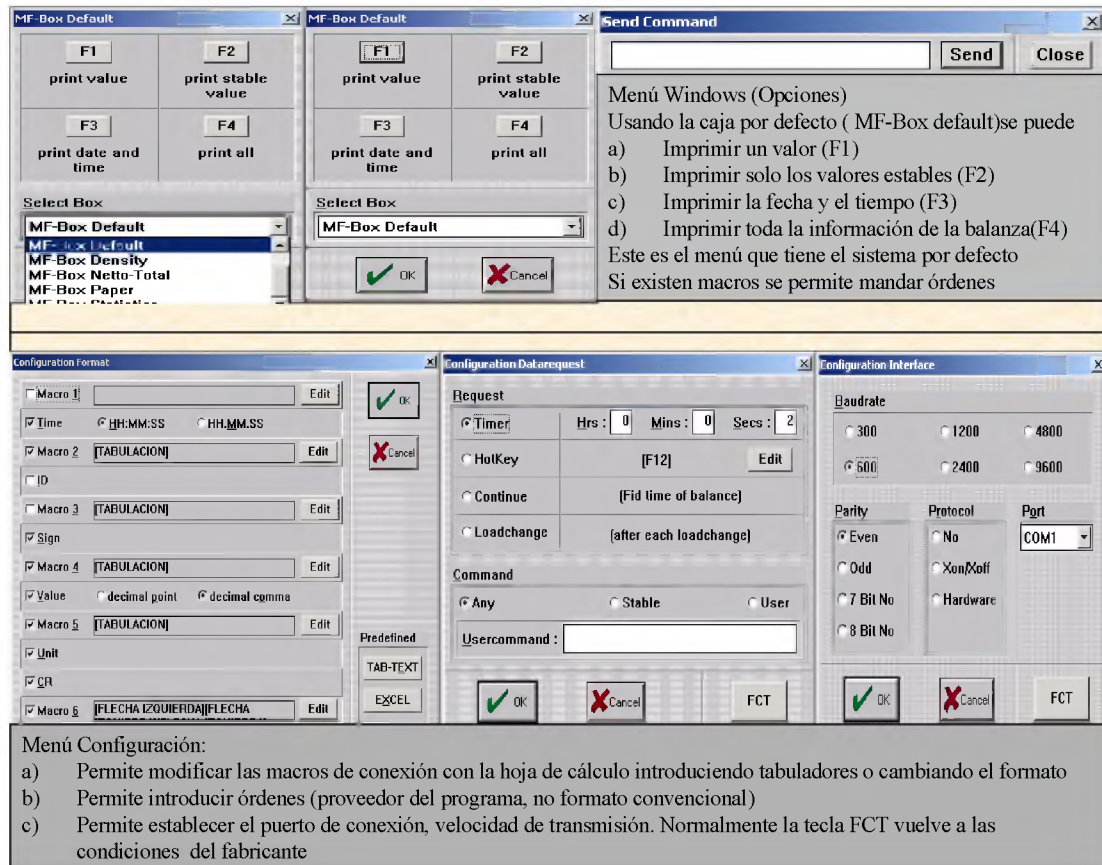 MF-Box Default
F1
print value
F2
print stable
value
F3
print date and
time
F4
print all
Select Box
MF-Box Default
MF-Box Default
MF-Box Density
MF-Box Netto-Total
MF-Box Paper
MF-Box Statistics
MF-Box Default
F1
print value
F2
print stable
value
F3
print date and
time
F4
print all
Select Box
MF-Box Default
OK
Cancel
Send Command
Send
Close
Menú Windows (Opciones)
Usando la caja por defecto ( MF-Box default)se puede
a) Imprimir un valor (F1)
b) Imprimir solo los valores estables (F2)
c) Imprimir la fecha y el tiempo (F3)
d) Imprimir toda la información de la balanza(F4)
Este es el menú que tiene el sistema por defecto
Si existen macros se permite mandar órdenes
Configuration Format
Macro 1 Edit
Time HH:MM:SS HH.MM.SS
Macro 2 [TABULACION] Edit
ID
Macro 3 [TABULACION] Edit
Sign
Macro 4 [TABULACION] Edit
Value decimal point decimal comma
Macro 5 [TABULACION] Edit
Unit
CR
Macro 6 [FLECHA IZQUIERDA][FLECHA Edit
OK
Cancel
Predefined
TAB-TEXT
EXCEL
Configuration Datarequest
Request
Timer Hrs : 0 Mins : 0 Secs : 2
HotKey [F12] Edit
Continue (Fid time of balance)
Loadchange (after each loadchange)
Command
Any Stable User
Usercommand :
OK Cancel FCT
Configuration Interface
Baudrate
300 1200 4800
600 2400 9600
Parity Protocol Port
Even No COM1
Odd Xon/Xoff
7 Bit No Hardware
8 Bit No
OK Cancel FCT
Menú Configuración:
a) Permite modificar las macros de conexión con la hoja de cálculo introduciendo tabuladores o cambiando el formato
b) Permite introducir órdenes (proveedor del programa, no formato convencional)
c) Permite establecer el puerto de conexión, velocidad de transmisión. Normalmente la tecla FCT vuelve a las
condiciones del fabricante